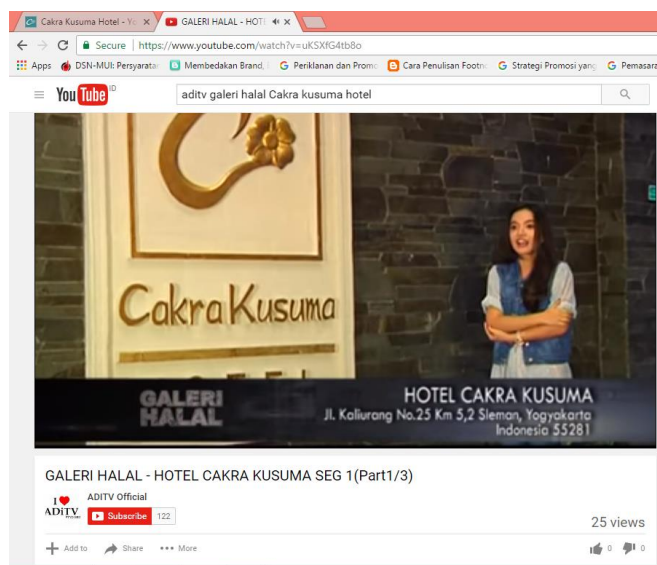 Cakra Kusuma Hotel - Yo
GALERI HALAL - HOTE
Secure https://www.youtube.com/watch?v=uKSXfG4tb8o
Apps DSN-MUI: Persyaratan Membedakan Brand, Periklanan dan Promo Cara Penulisan Footno Strategi Promosi yang Pemasara
YouTube ID aditv galeri halal Cakra kusuma hotel
Cakra Kusuma
GALERI
HALAL
HOTEL CAKRA KUSUMA
Jl. Kaliurang No.25 Km 5,2 Sleman, Yogyakarta
Indonesia 55281
GALERI HALAL - HOTEL CAKRA KUSUMA SEG 1(Part1/3)
I ADiTV
ADITV Official
Subscribe 122
25 views
Add to Share More 0 0